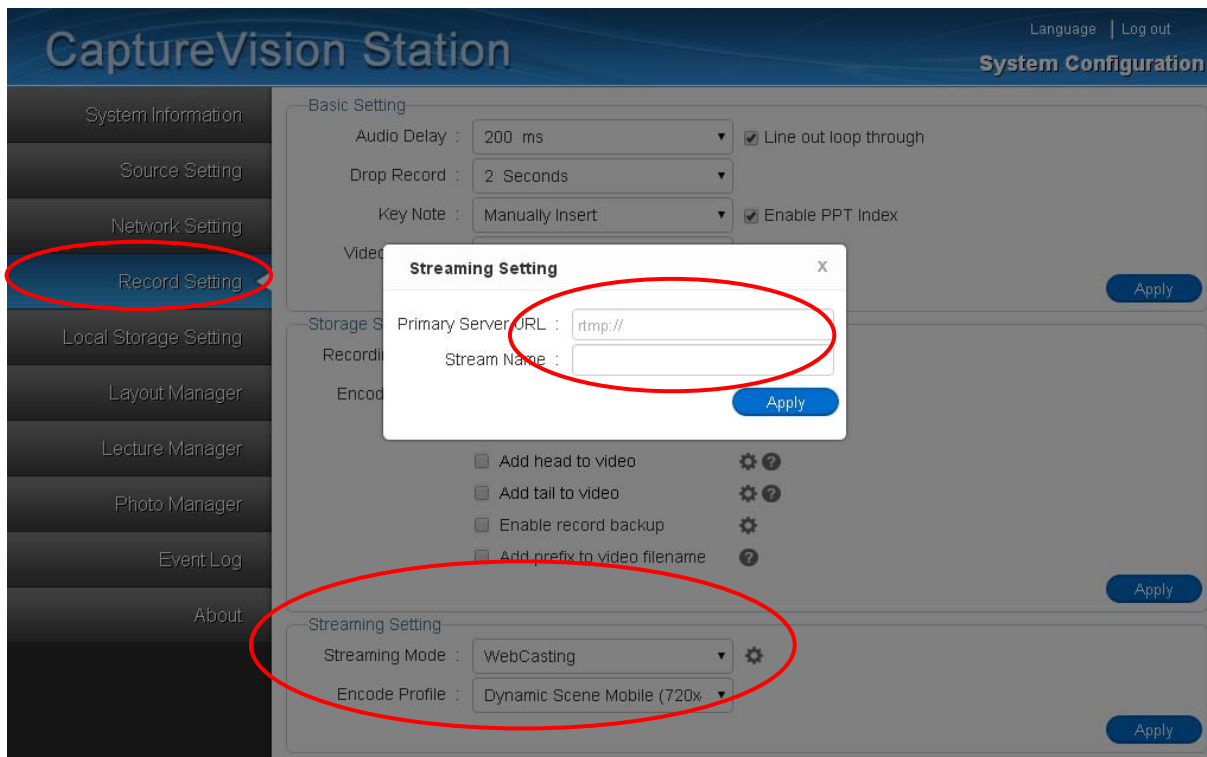 CaptureVision Station
Language | Log out
System Configuration
System Information
Source Setting
Network Setting
Record Setting
Local Storage Setting
Layout Manager
Lecture Manager
Photo Manager
Event Log
About
Basic Setting
Audio Delay : 200 ms Line out loop through
Drop Record : 2 Seconds
Key Note : Manually Insert Enable PPT Index
Apply
Streaming Setting x
Primary Server URL : rtmp://
Stream Name :
Apply
Add head to video
Add tail to video
Enable record backup
Add prefix to video filename
Apply
Streaming Setting
Streaming Mode : WebCasting
Encode Profile : Dynamic Scene Mobile (720x
Apply